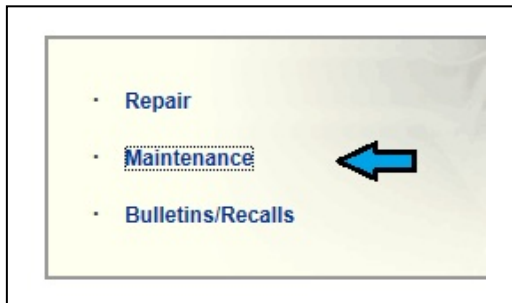 · Repair
· Maintenance
· Bulletins/Recalls